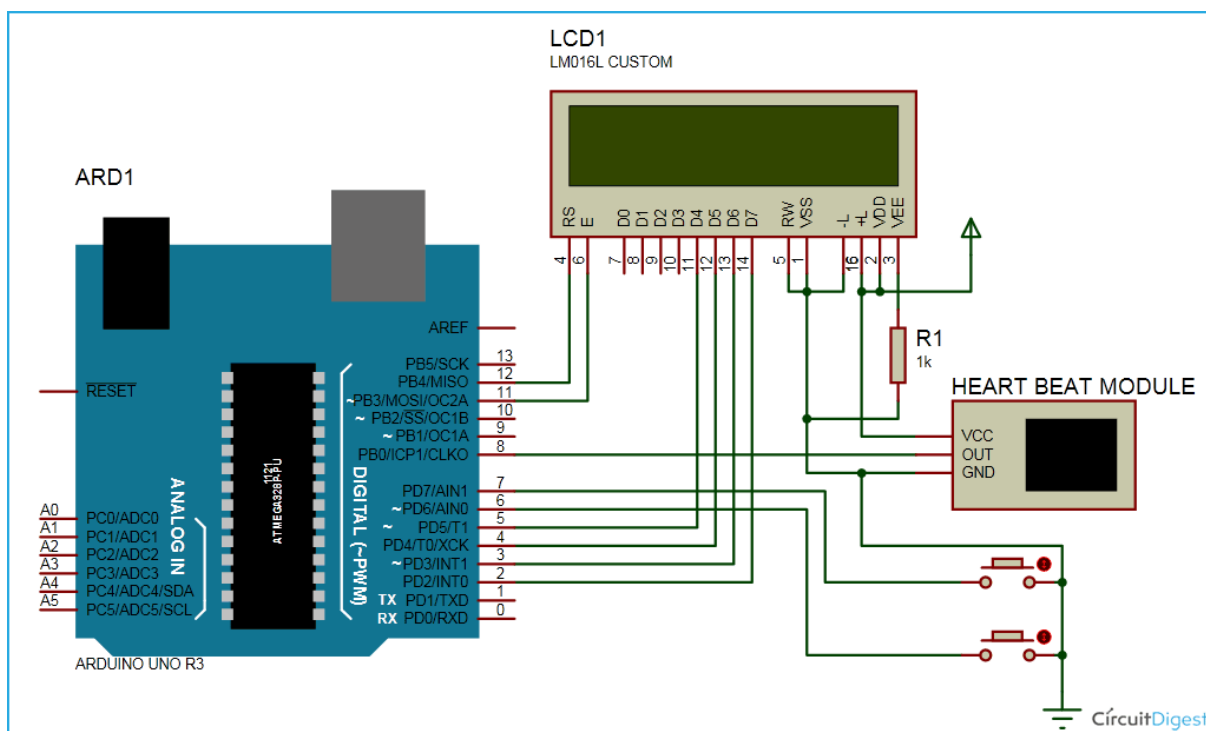 LCD1
LM016L CUSTOM
RS
E
D0
D1
D2
D3
D4
D5
D6
D7
RW
VSS
-L
+L
VDD
VEE
4
6
7
8
9
10
11
12
13
14
5
1
16
2
3
ARD1
AREF
RESET
PB5/SCK 13
PB4/MISO 12
~PB3/MOSI/OC2A 11
~ PB2/SS/OC1B 10
~ PB1/OC1A 9
PB0/ICP1/CLKO 8
PD7/AIN1 7
~PD6/AIN0 6
~ PD5/T1 5
PD4/T0/XCK 4
~PD3/INT1 3
PD2/INT0 2
TX PD1/TXD 1
RX PD0/RXD 0
DIGITAL (~PWM)
ANALOG IN
1121
ATMEGA328P-PU
A0 PC0/ADC0
A1 PC1/ADC1
A2 PC2/ADC2
A3 PC3/ADC3
A4 PC4/ADC4/SDA
A5 PC5/ADC5/SCL
ARDUINO UNO R3
R1
1k
HEART BEAT MODULE
VCC
OUT
GND
CírcuitDigest